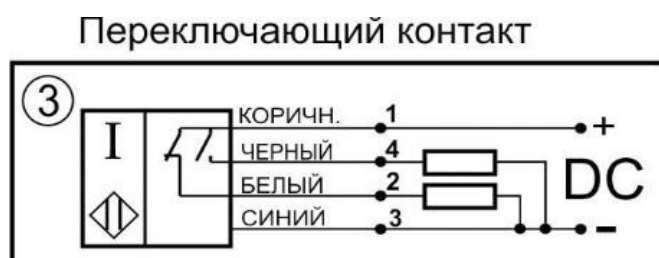 Переключающий контакт
3
I КОРИЧН. 1 +
ЧЕРНЫЙ 4
БЕЛЫЙ 2 DC
СИНИЙ 3 -